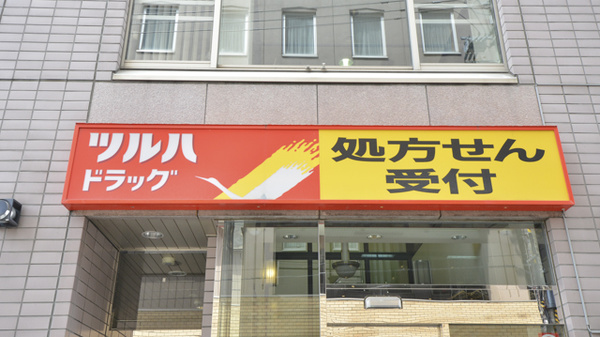 ツルハ
ドラッグ
処方せん
受付